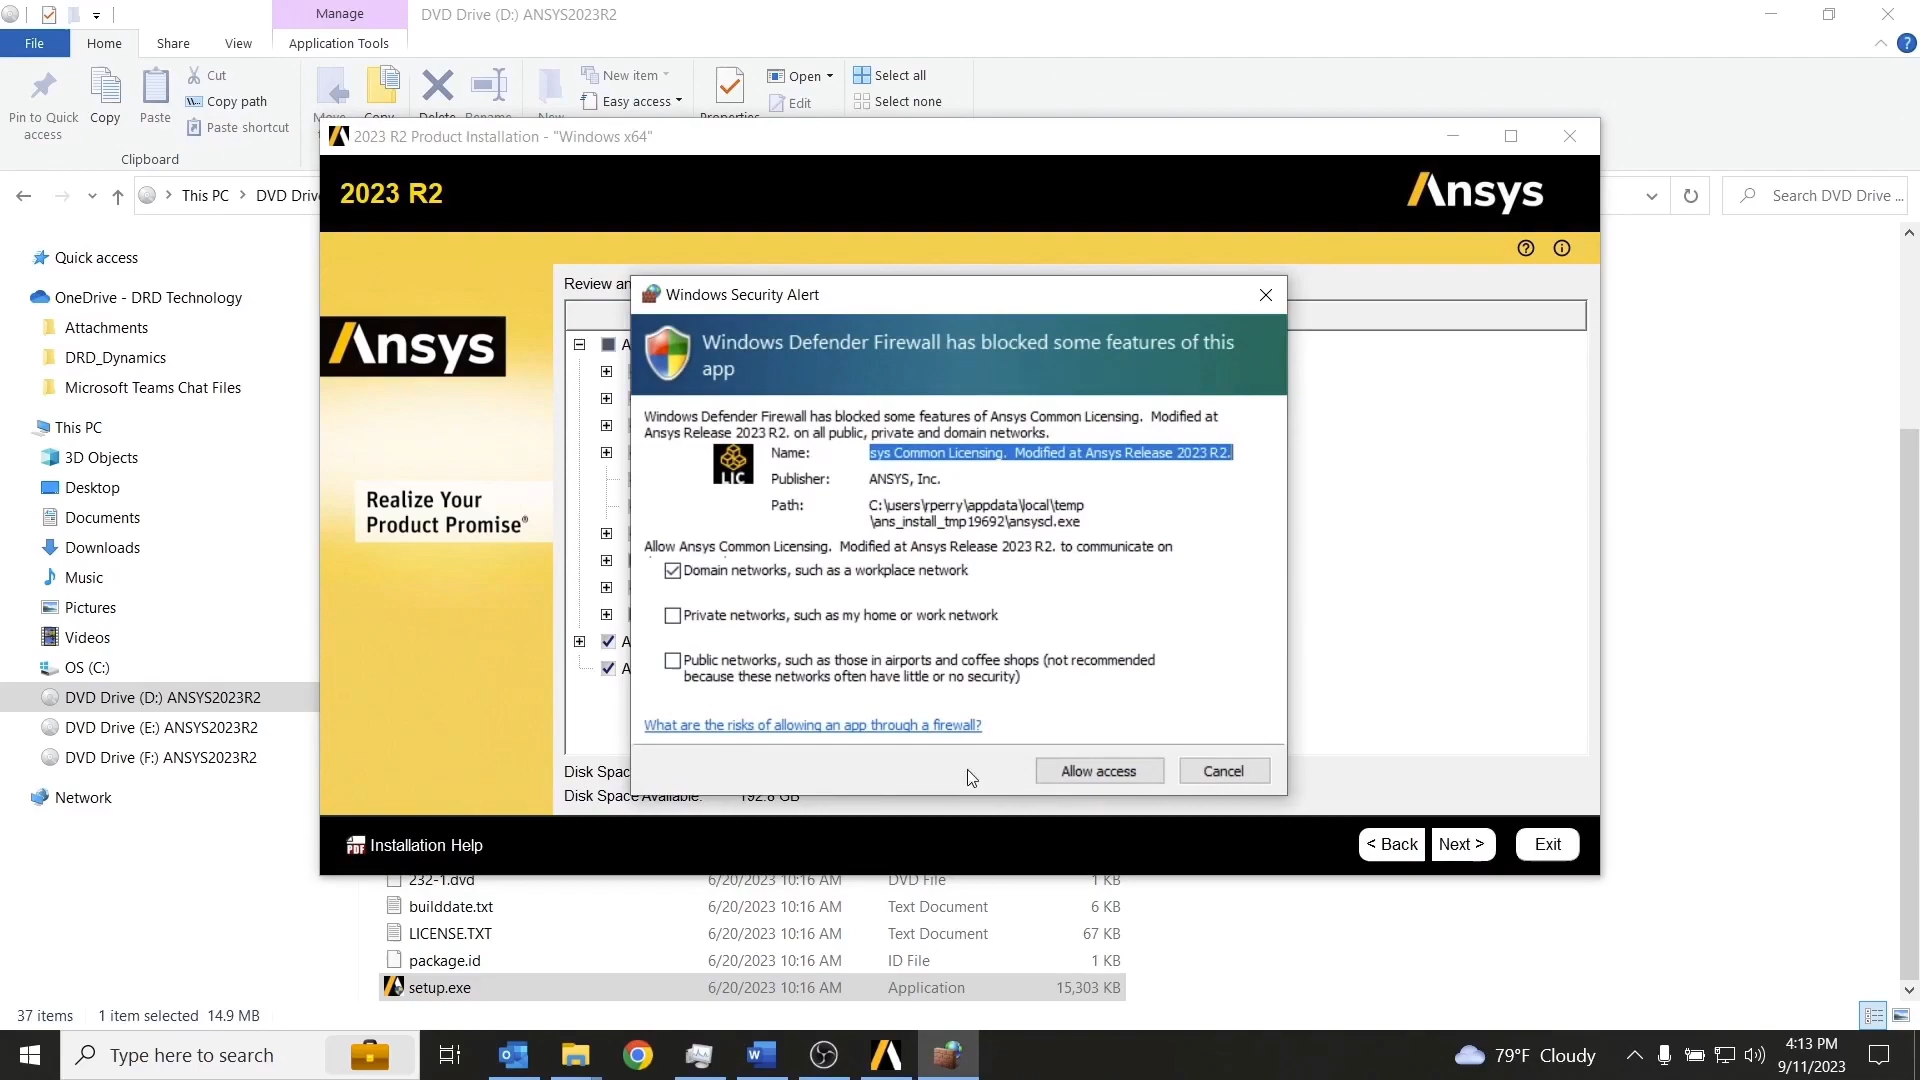 Manage
DVD Drive (D:) ANSYS2023R2
File
Home
Share
View
Application Tools
Pin to Quick
access
Copy
Paste
Cut
Copy path
Paste shortcut
New item
Easy access
Open
Edit
Select all
Select none
Clipboard
2023 R2 Product Installation - "Windows x64"
This PC
DVD Drive
Search DVD Drive ...
2023 R2
Ansys
Quick access
OneDrive - DRD Technology
Attachments
DRD_Dynamics
Microsoft Teams Chat Files
This PC
3D Objects
Desktop
Documents
Downloads
Music
Pictures
Videos
OS (C:)
DVD Drive (D:) ANSYS2023R2
DVD Drive (E:) ANSYS2023R2
DVD Drive (F:) ANSYS2023R2
Network
Ansys
Realize Your
Product Promise®
Review an
A
A
A
Disk Spac
Disk Space Available: 192.8 GB
Windows Security Alert
Windows Defender Firewall has blocked some features of this
app
Windows Defender Firewall has blocked some features of Ansys Common Licensing. Modified at
Ansys Release 2023 R2. on all public, private and domain networks.
LIC
Name: sys Common Licensing. Modified at Ansys Release 2023 R2.
Publisher: ANSYS, Inc.
Path: C:\users\rperry\appdata\local\temp
\ans_install_tmp19692\ansyscl.exe
Allow Ansys Common Licensing. Modified at Ansys Release 2023 R2. to communicate on
Domain networks, such as a workplace network
Private networks, such as my home or work network
Public networks, such as those in airports and coffee shops (not recommended
because these networks often have little or no security)
What are the risks of allowing an app through a firewall?
Allow access
Cancel
PDF Installation Help
< Back
Next >
Exit
232-1.dvd 6/20/2023 10:16 AM DVD File 1 KB
builddate.txt 6/20/2023 10:16 AM Text Document 6 KB
LICENSE.TXT 6/20/2023 10:16 AM Text Document 67 KB
package.id 6/20/2023 10:16 AM ID File 1 KB
setup.exe 6/20/2023 10:16 AM Application 15,303 KB
37 items 1 item selected 14.9 MB
Type here to search
79°F Cloudy
4:13 PM
9/11/2023